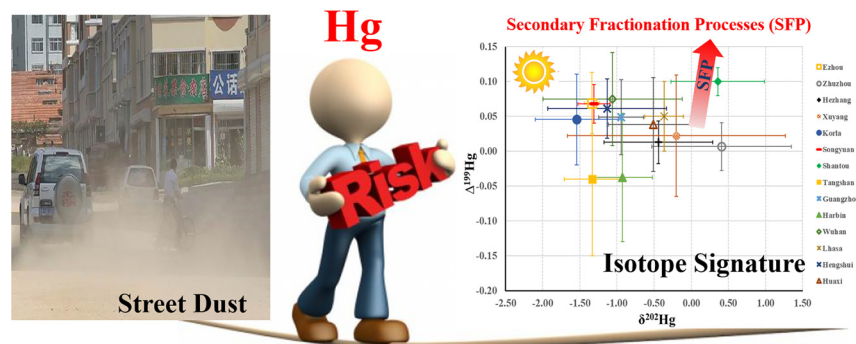 公话
Street Dust
Hg
Risk
Secondary Fractionation Processes (SFP)
SFP
Isotope Signature
Δ199Hg
0.15
0.10
0.05
0.00
-0.05
-0.10
-0.15
-0.20
-2.50 -2.00 -1.50 -1.00 -0.50 0.00 0.50 1.00 1.50
δ202Hg
Ezhou
Zhuzhou
Hezhang
Xuyang
Korla
Songyuan
Shantou
Tangshan
Guangzho
Harbin
Wuhan
Lhasa
Hengshui
Huaxi